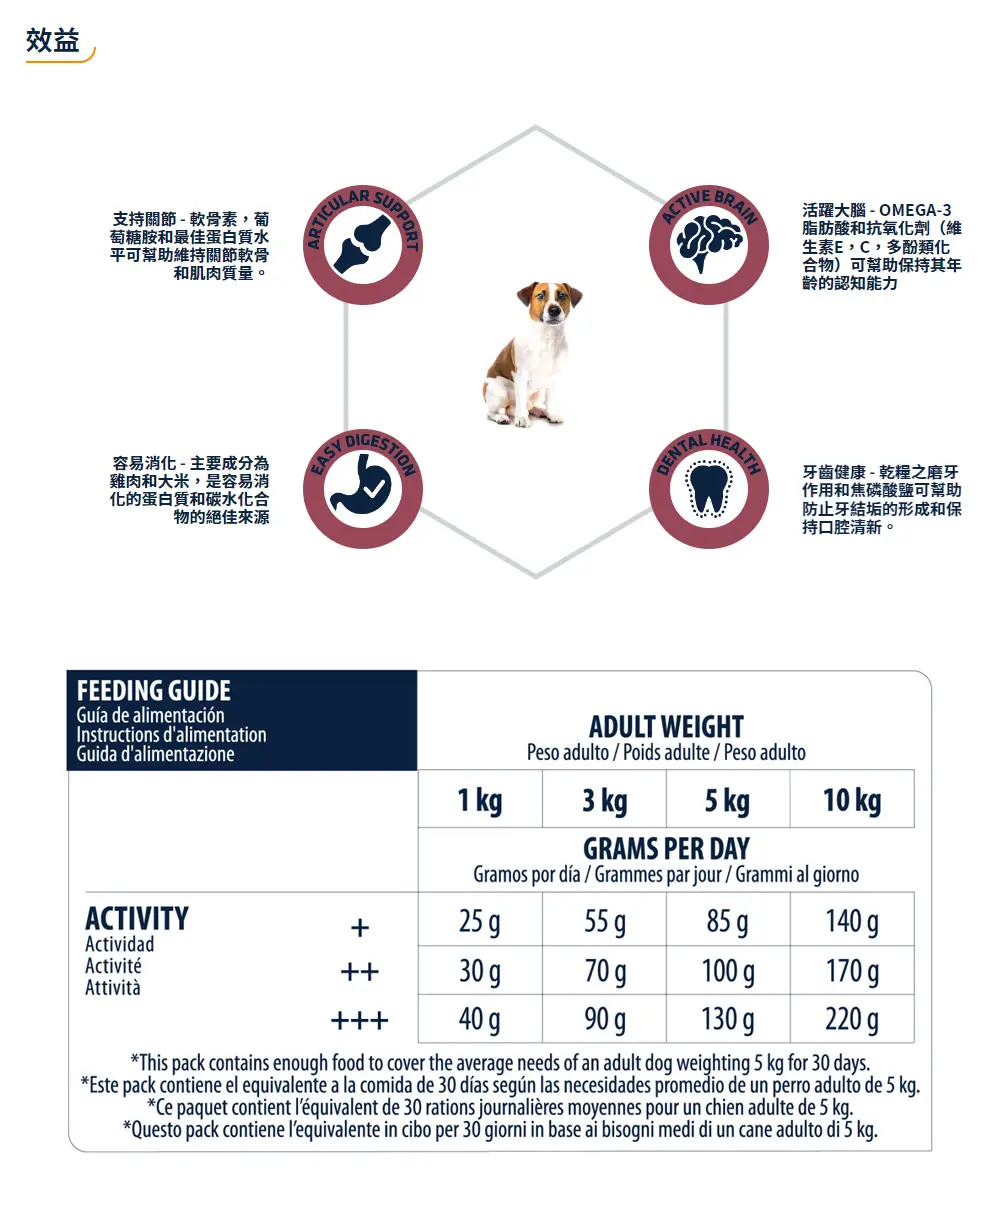 效益
ARTICULAR SUPPORT
支持關節 - 軟骨素，葡
萄糖胺和最佳蛋白質水
平可幫助維持關節軟骨
和肌肉質量。
ACTIVE BRAIN
活躍大腦 - OMEGA-3
脂肪酸和抗氧化劑（維
生素E，C，多酚類化
合物）可幫助保持其年
齡的認知能力
EASY DIGESTION
容易消化 - 主要成分為
雞肉和大米，是容易消
化的蛋白質和碳水化合
物的絕佳來源
DENTAL HEALTH
牙齒健康 - 乾糧之磨牙
作用和焦磷酸鹽可幫助
防止牙結垢的形成和保
持口腔清新。
FEEDING GUIDE
Guía de alimentación
Instructions d'alimentation
Guida d'alimentazione
ADULT WEIGHT
Peso adulto / Poids adulte / Peso adulto
1 kg 3 kg 5 kg 10 kg
GRAMS PER DAY
Gramos por día / Grammes par jour / Grammi al giorno
ACTIVITY
Actividad
Activité
Attività
+ 25 g 55 g 85 g 140 g
++ 30 g 70 g 100 g 170 g
+++ 40 g 90 g 130 g 220 g
*This pack contains enough food to cover the average needs of an adult dog weighting 5 kg for 30 days.
*Este pack contiene el equivalente a la comida de 30 días según las necesidades promedio de un perro adulto de 5 kg.
*Ce paquet contient l'équivalent de 30 rations journalières moyennes pour un chien adulte de 5 kg.
*Questo pack contiene l'equivalente in cibo per 30 giorni in base ai bisogni medi di un cane adulto di 5 kg.